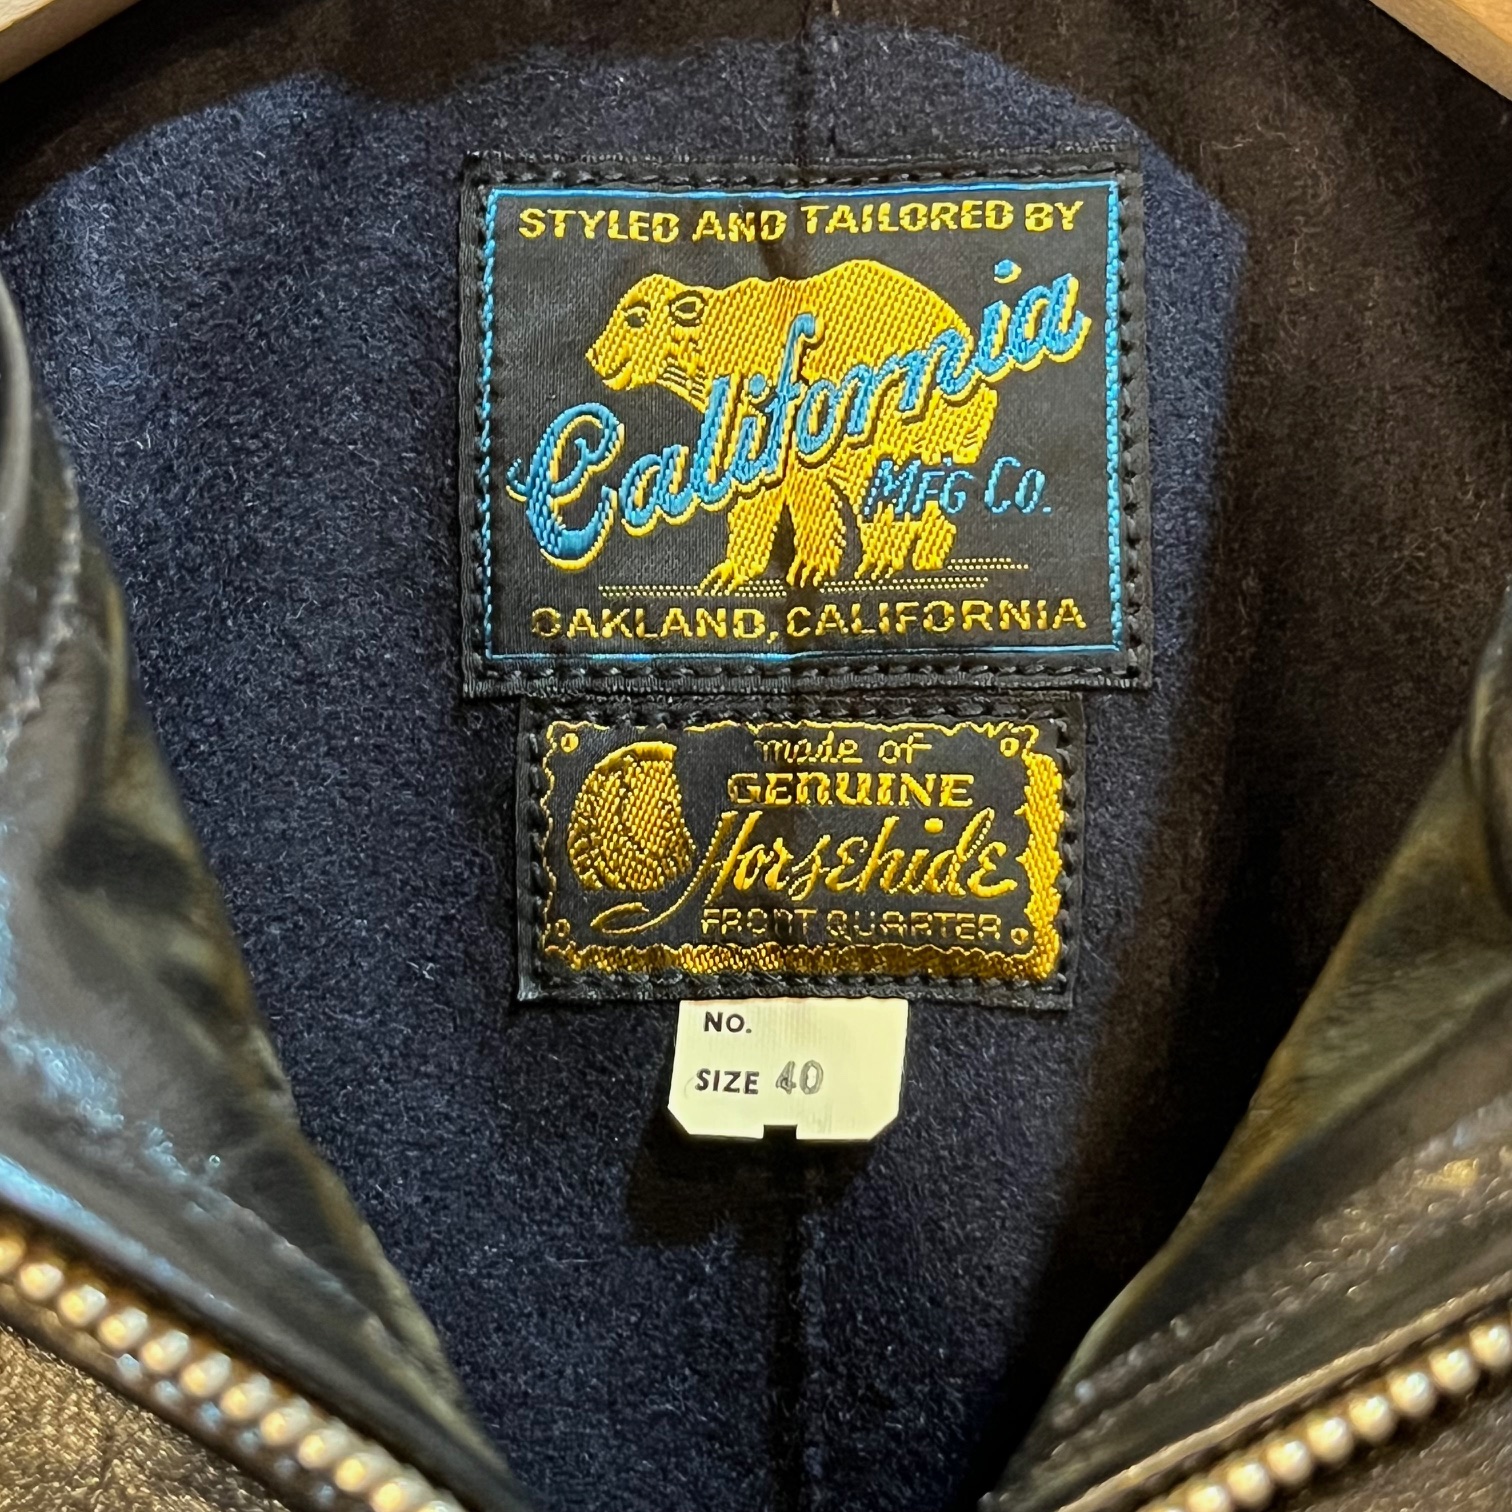 STYLED AND TAILORED BY
California
MFG Co.
OAKLAND, CALIFORNIA
made of
GENUINE
Horsehide
FRONT QUARTER
NO.
SIZE 40